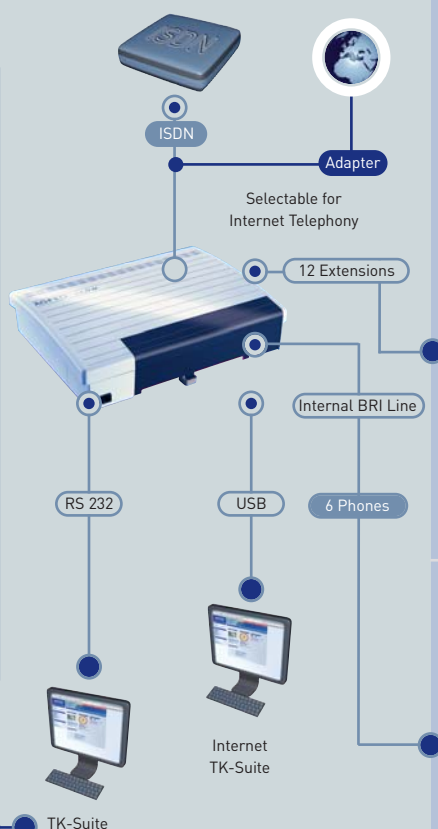 ISDN
ISDN
Adapter
Selectable for
Internet Telephony
12 Extensions
Internal BRI Line
RS 232
USB
6 Phones
Internet
TK-Suite
TK-Suite